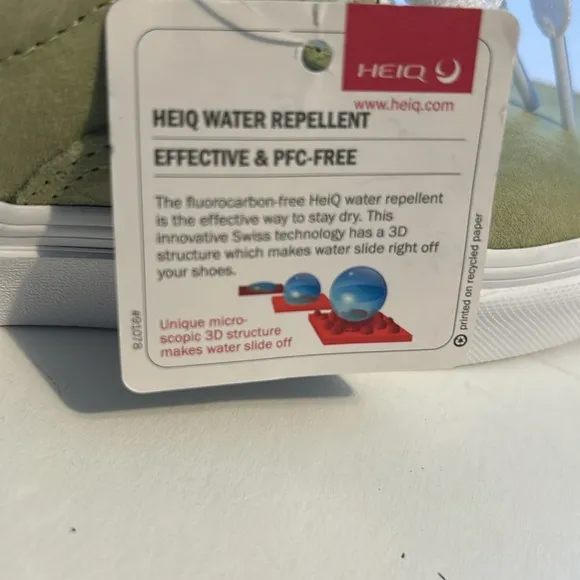 HEIQ
www.heiq.com
HEIQ WATER REPELLENT
EFFECTIVE & PFC-FREE
The fluorocarbon-free HeiQ water repellent
is the effective way to stay dry. This
innovative Swiss technology has a 3D
structure which makes water slide right off
your shoes.
Unique micro-
scopic 3D structure
makes water slide off
#91078
printed on recycled paper